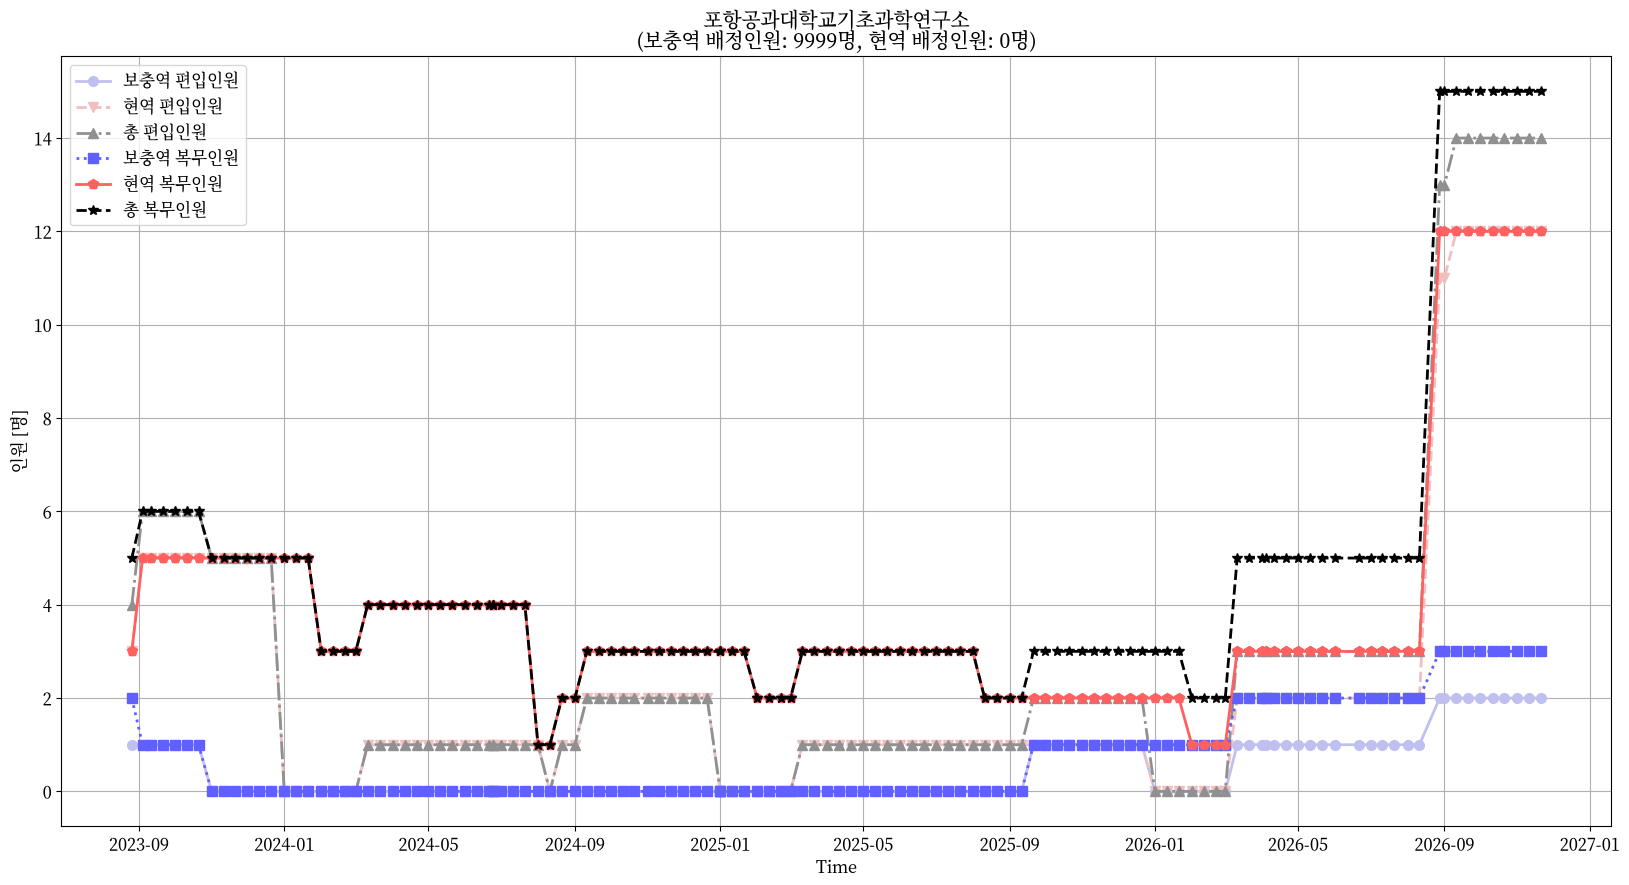 포항공과대학교기초과학연구소
(보충역 배정인원: 9999명, 현역 배정인원: 0명)
보충역 편입인원
현역 편입인원
총 편입인원
보충역 복무인원
현역 복무인원
총 복무인원
인원 [명]
14
12
10
8
6
4
2
0
2023-09
2024-01
2024-05
2024-09
2025-01
2025-05
2025-09
2026-01
2026-05
2026-09
2027-01
Time